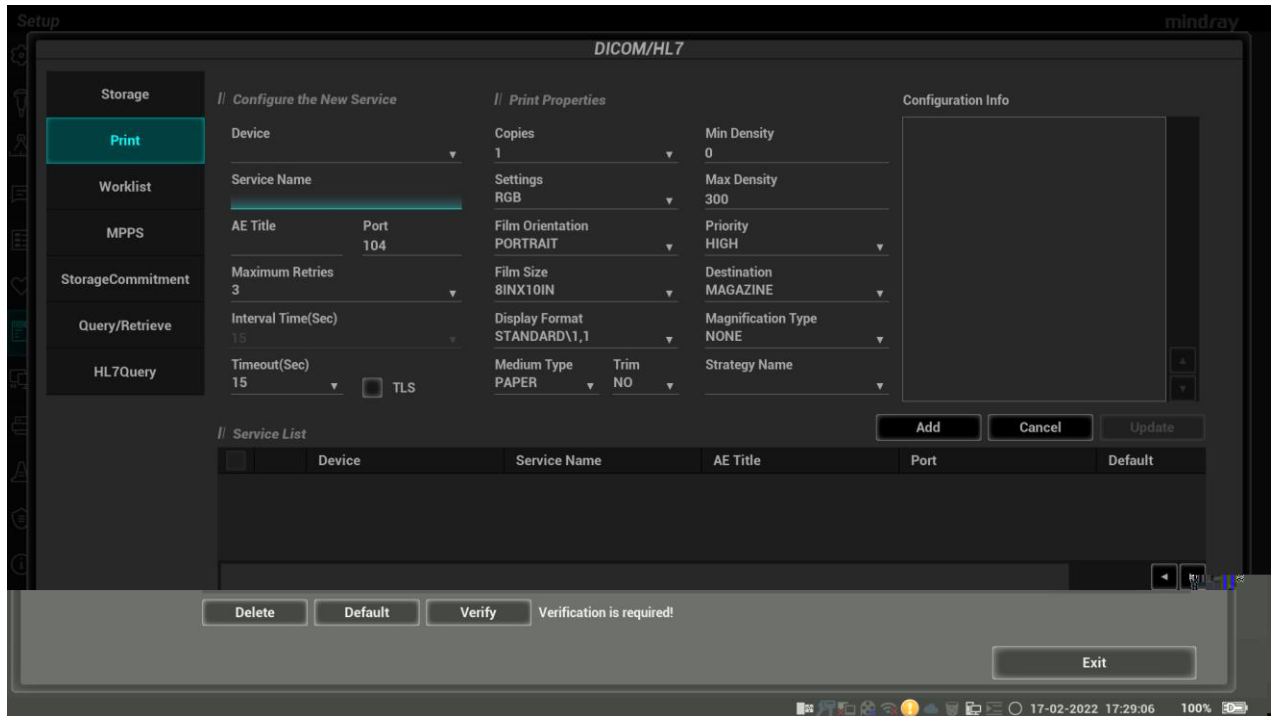 Setup
mindray
DICOM/HL7
Storage
Print
Worklist
MPPS
StorageCommitment
Query/Retrieve
HL7Query
Configure the New Service
Device
Service Name
AE Title Port
104
Maximum Retries
3
Interval Time(Sec)
15
Timeout(Sec)
15 TLS
Print Properties
Copies
1
Settings
RGB
Film Orientation
PORTRAIT
Film Size
8INX10IN
Display Format
STANDARD\1,1
Medium Type Trim
PAPER NO
Min Density
0
Max Density
300
Priority
HIGH
Destination
MAGAZINE
Magnification Type
NONE
Strategy Name
Configuration Info
Add Cancel Update
Service List
Device Service Name AE Title Port Default
Delete Default Verify Verification is required!
Exit
17-02-2022 17:29:06 100%